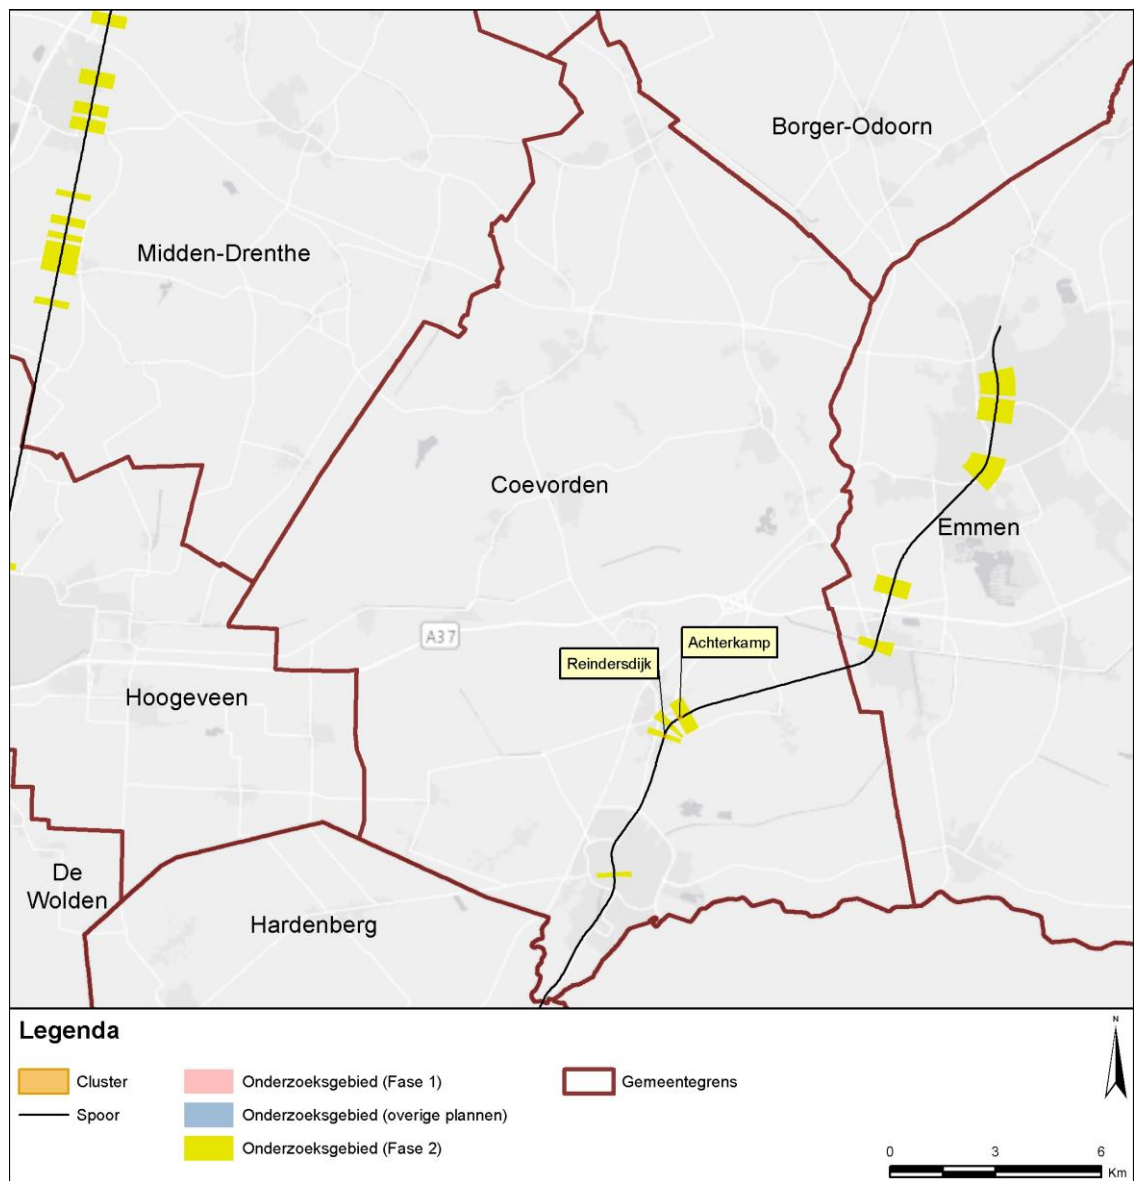 Borger-Odoorn
Midden-Drenthe
Coevorden
Emmen
A37
Achterkamp
Reindersdijk
Hoogeveen
De
Wolden
Hardenberg
Legenda
N
Cluster
Onderzoeksgebied (Fase 1)
Gemeentegrens
Spoor
Onderzoeksgebied (overige plannen)
Onderzoeksgebied (Fase 2)
0 3 6
Km